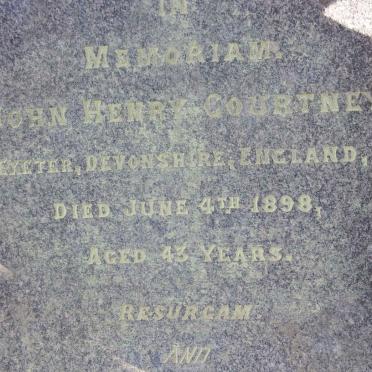 IN
MEMORIAM.
JOHN HENRY COURTNEY
EXETER, DEVONSHIRE, ENGLAND,
DIED JUNE 4TH 1898,
AGED 43 YEARS.
RESURGAM
AND